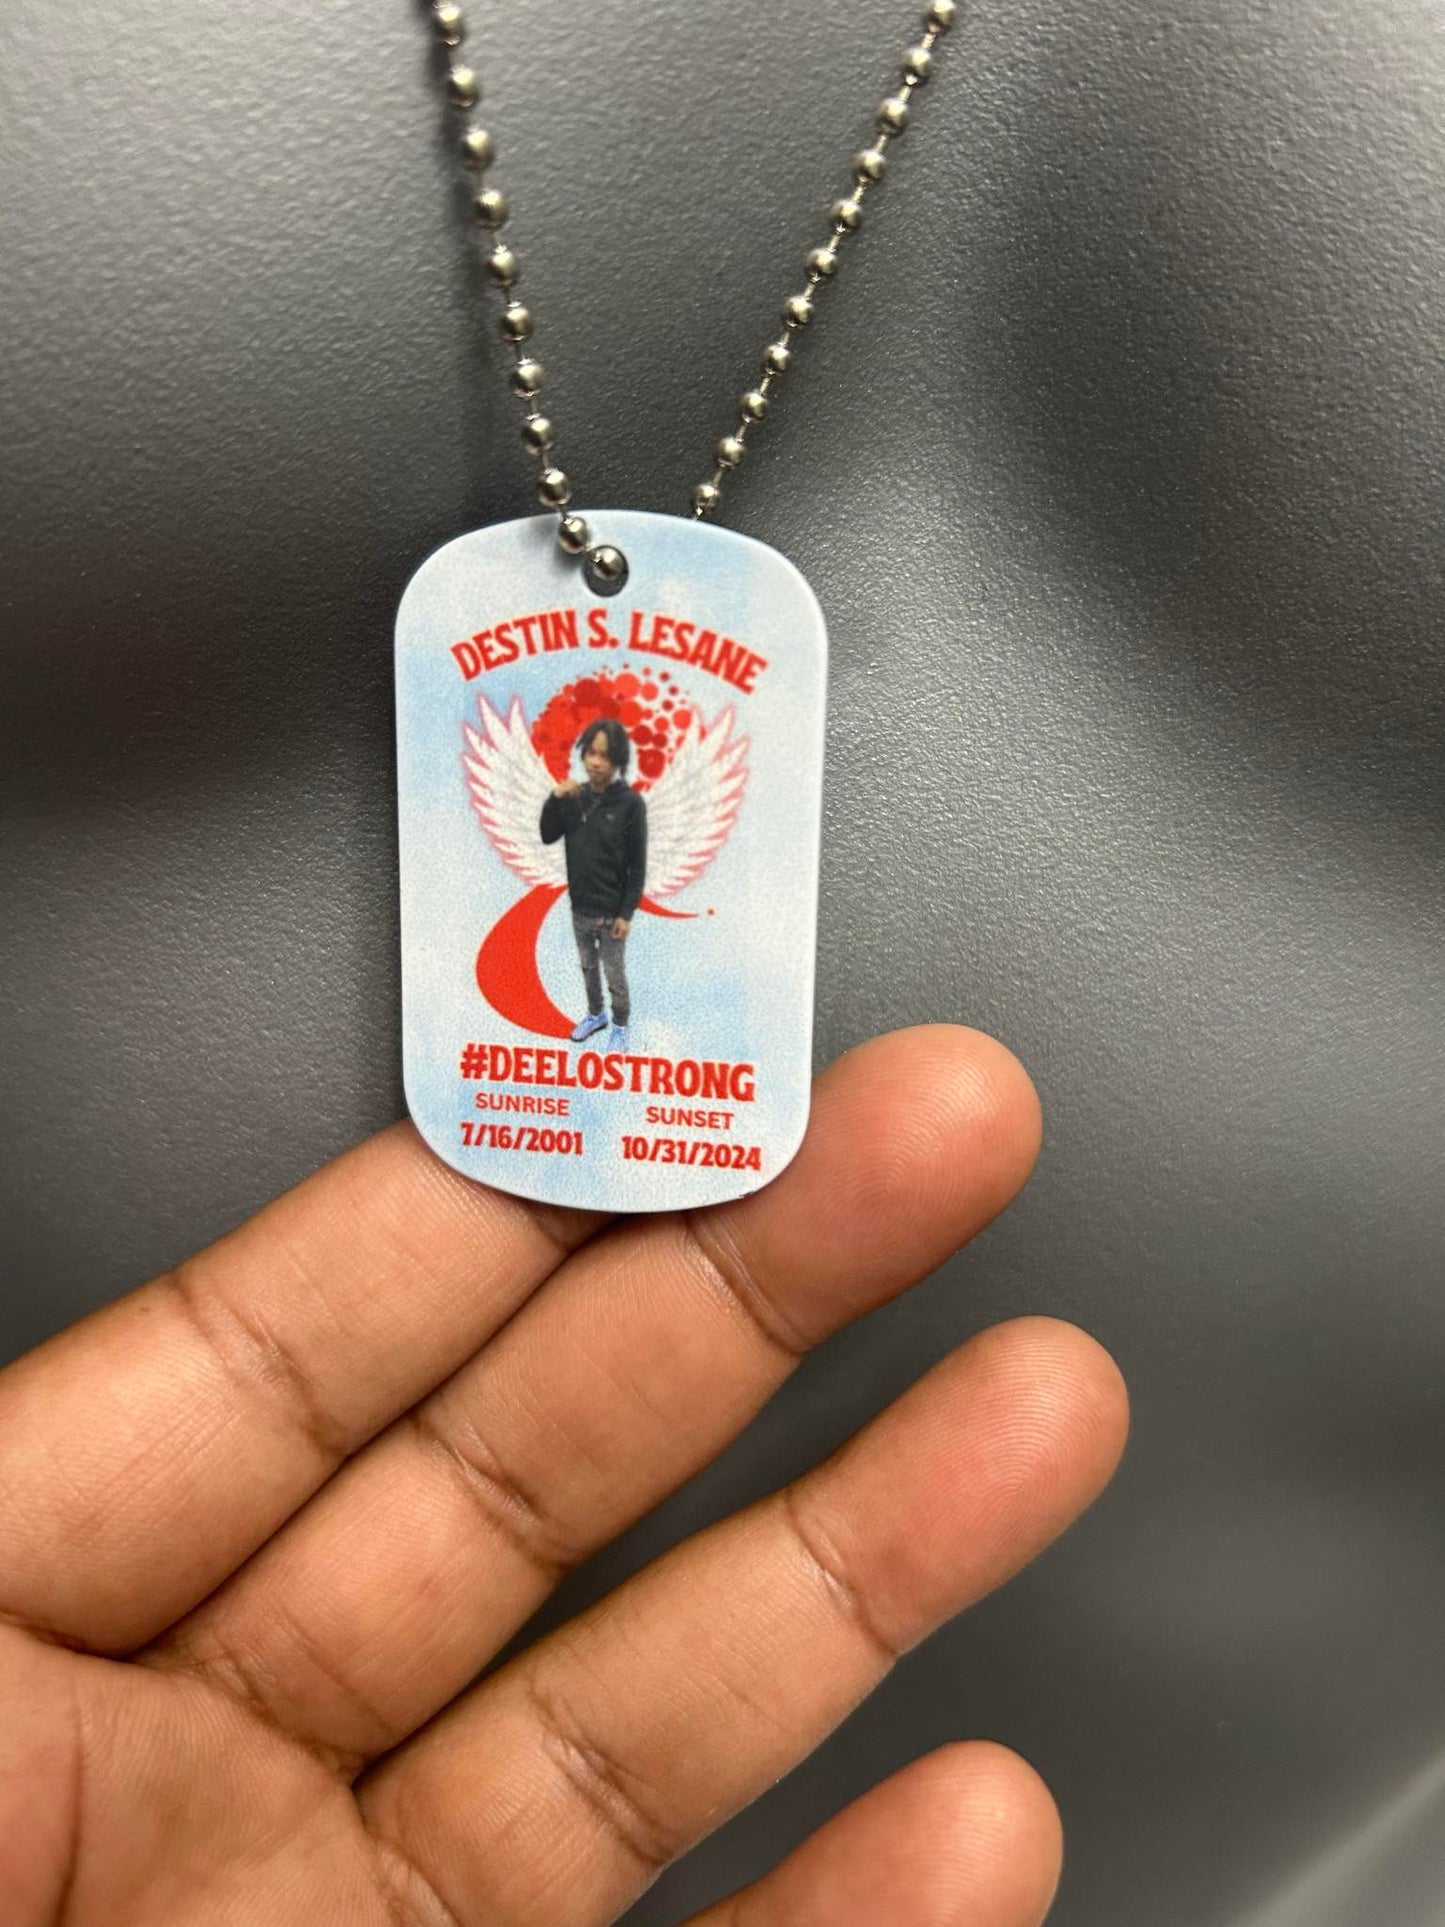 DESTIN S. LESANE
#DEELOSTRONG
SUNRISE SUNSET
7/16/2001 10/31/2024